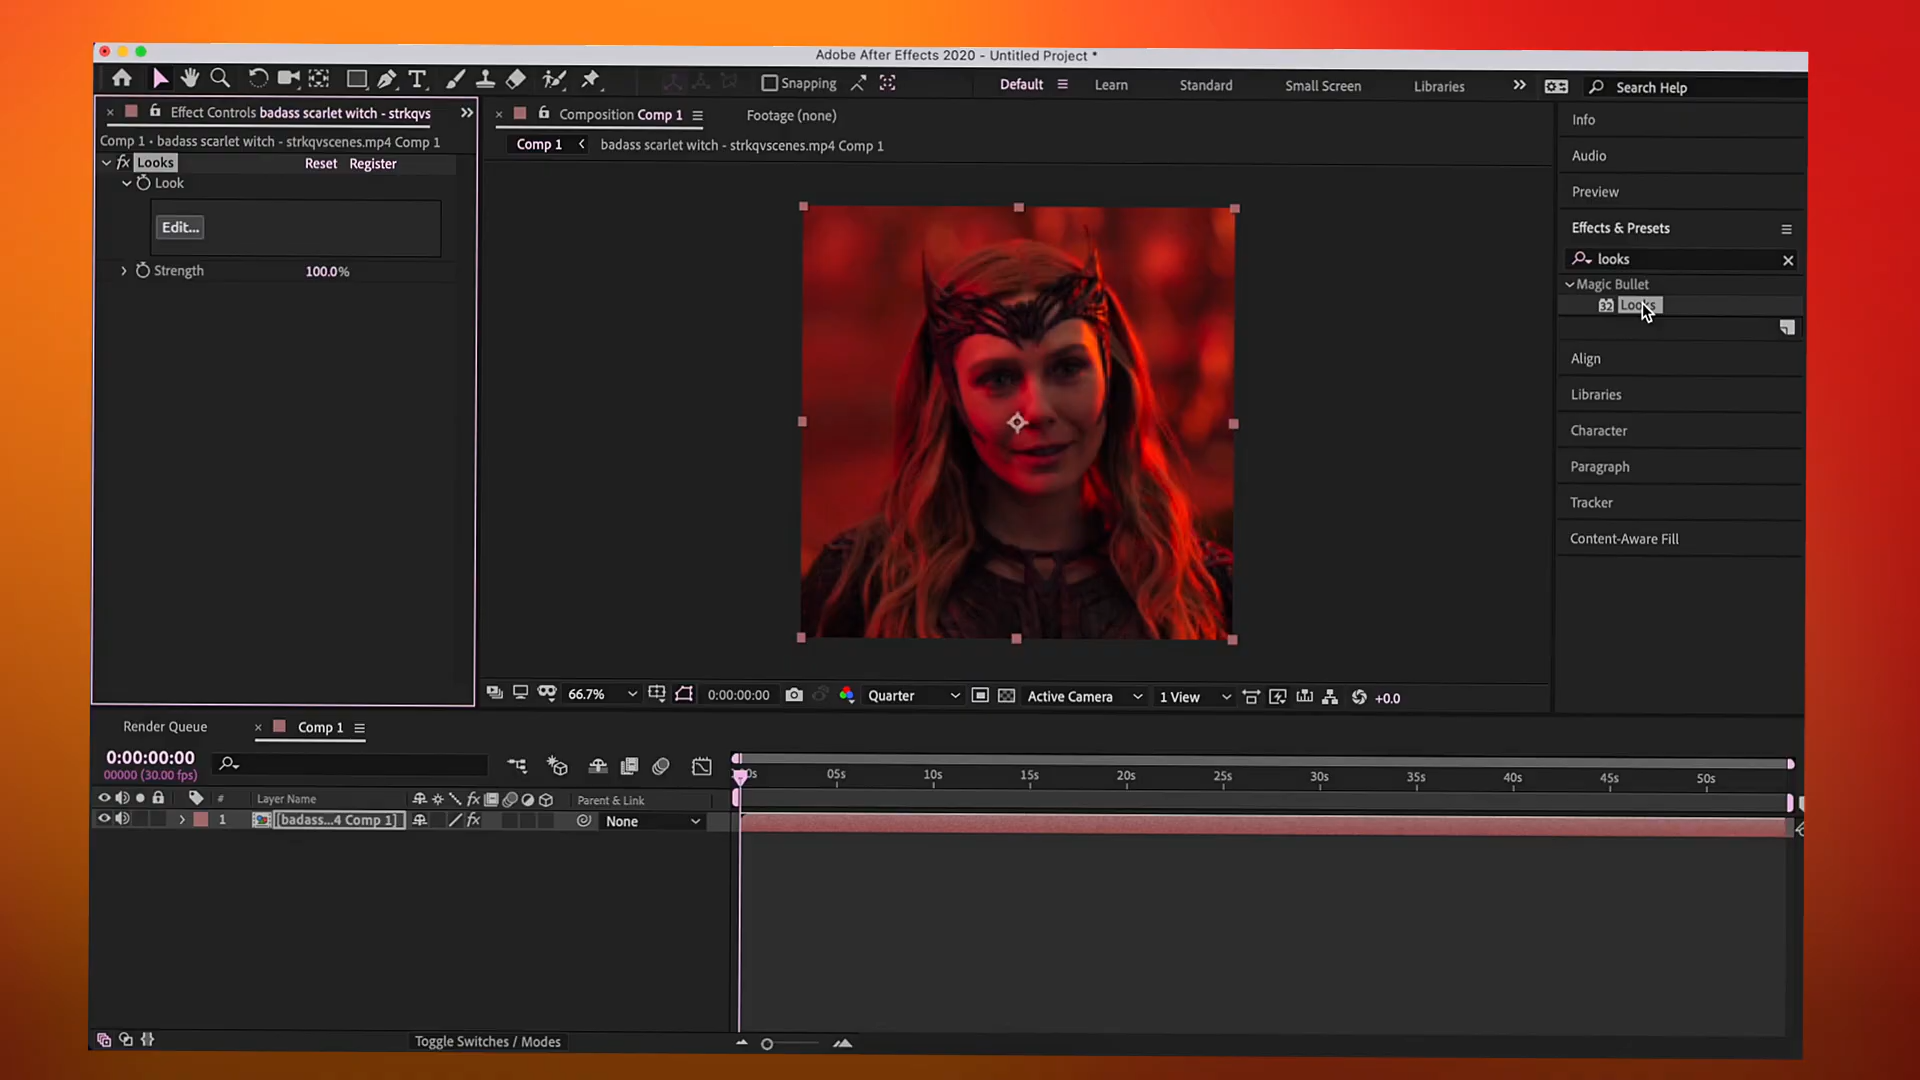 Adobe After Effects 2020 - Untitled Project *
Snapping
Default
Learn
Standard
Small Screen
Libraries
Search Help
Effect Controls badass scarlet witch - strkqvs
Comp 1 • badass scarlet witch - strkqvscenes.mp4 Comp 1
fx Looks
Reset
Register
Look
Edit...
Strength
100.0%
Composition Comp 1
Footage (none)
Comp 1
badass scarlet witch - strkqvscenes.mp4 Comp 1
Info
Audio
Preview
Effects & Presets
looks
Magic Bullet
32 Looks
Align
Libraries
Character
Paragraph
Tracker
Content-Aware Fill
66.7%
0:00:00:00
Quarter
Active Camera
1 View
+0.0
Render Queue
Comp 1
0:00:00:00
00000 (30.00 fps)
05s
10s
15s
20s
25s
30s
35s
40s
45s
50s
#
Layer Name
fx
Parent & Link
1
[badass...4 Comp 1]
fx
None
Toggle Switches / Modes